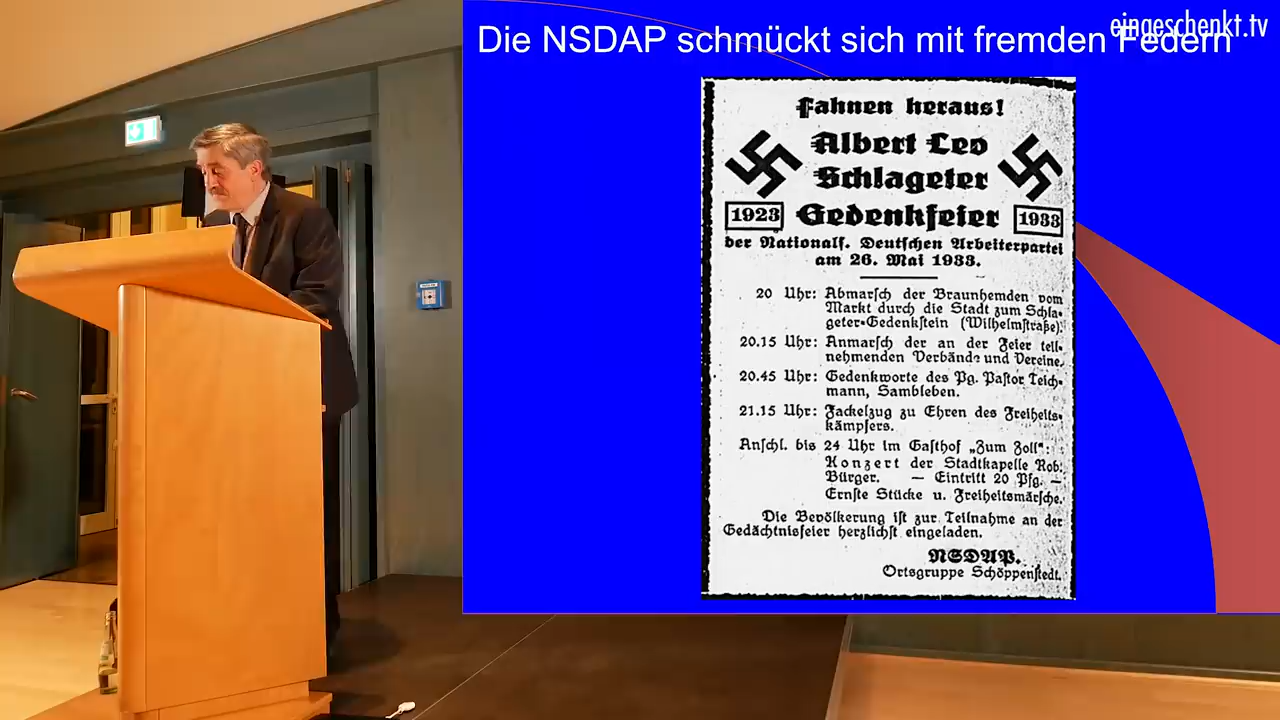 eingeschenkt.tv
Die NSDAP schmückt sich mit fremden Federn
Fahnen heraus!
Albert Leo
Schlageter
1923 Gedenkfeier 1933
der Nationals. Deutschen Arbeiterpartei
am 26. Mai 1933.
20 Uhr: Abmarsch der Braunhemden vom
Markt durch die Stadt zum Schla-
geter-Gedenkstein (Wilhelmstraße).
20.15 Uhr: Anmarsch der an der Feier teil-
nehmenden Verbände und Vereine.
20.45 Uhr: Gedenkworte des Pg. Pastor Teich-
mann, Sambleben.
21.15 Uhr: Fackelzug zu Ehren des Freiheits-
kämpfers.
Anschl. bis 24 Uhr im Gasthof „Zum Zoll“:
Konzert der Stadtkapelle Rob.
Bürger. — Eintritt 20 Pfg. —
Ernste Stücke u. Freiheitsmärsche.
Die Bevölkerung ist zur Teilnahme an der
Gedächtnisfeier herzlichst eingeladen.
NSDAP.
Ortsgruppe Schöppenstedt.